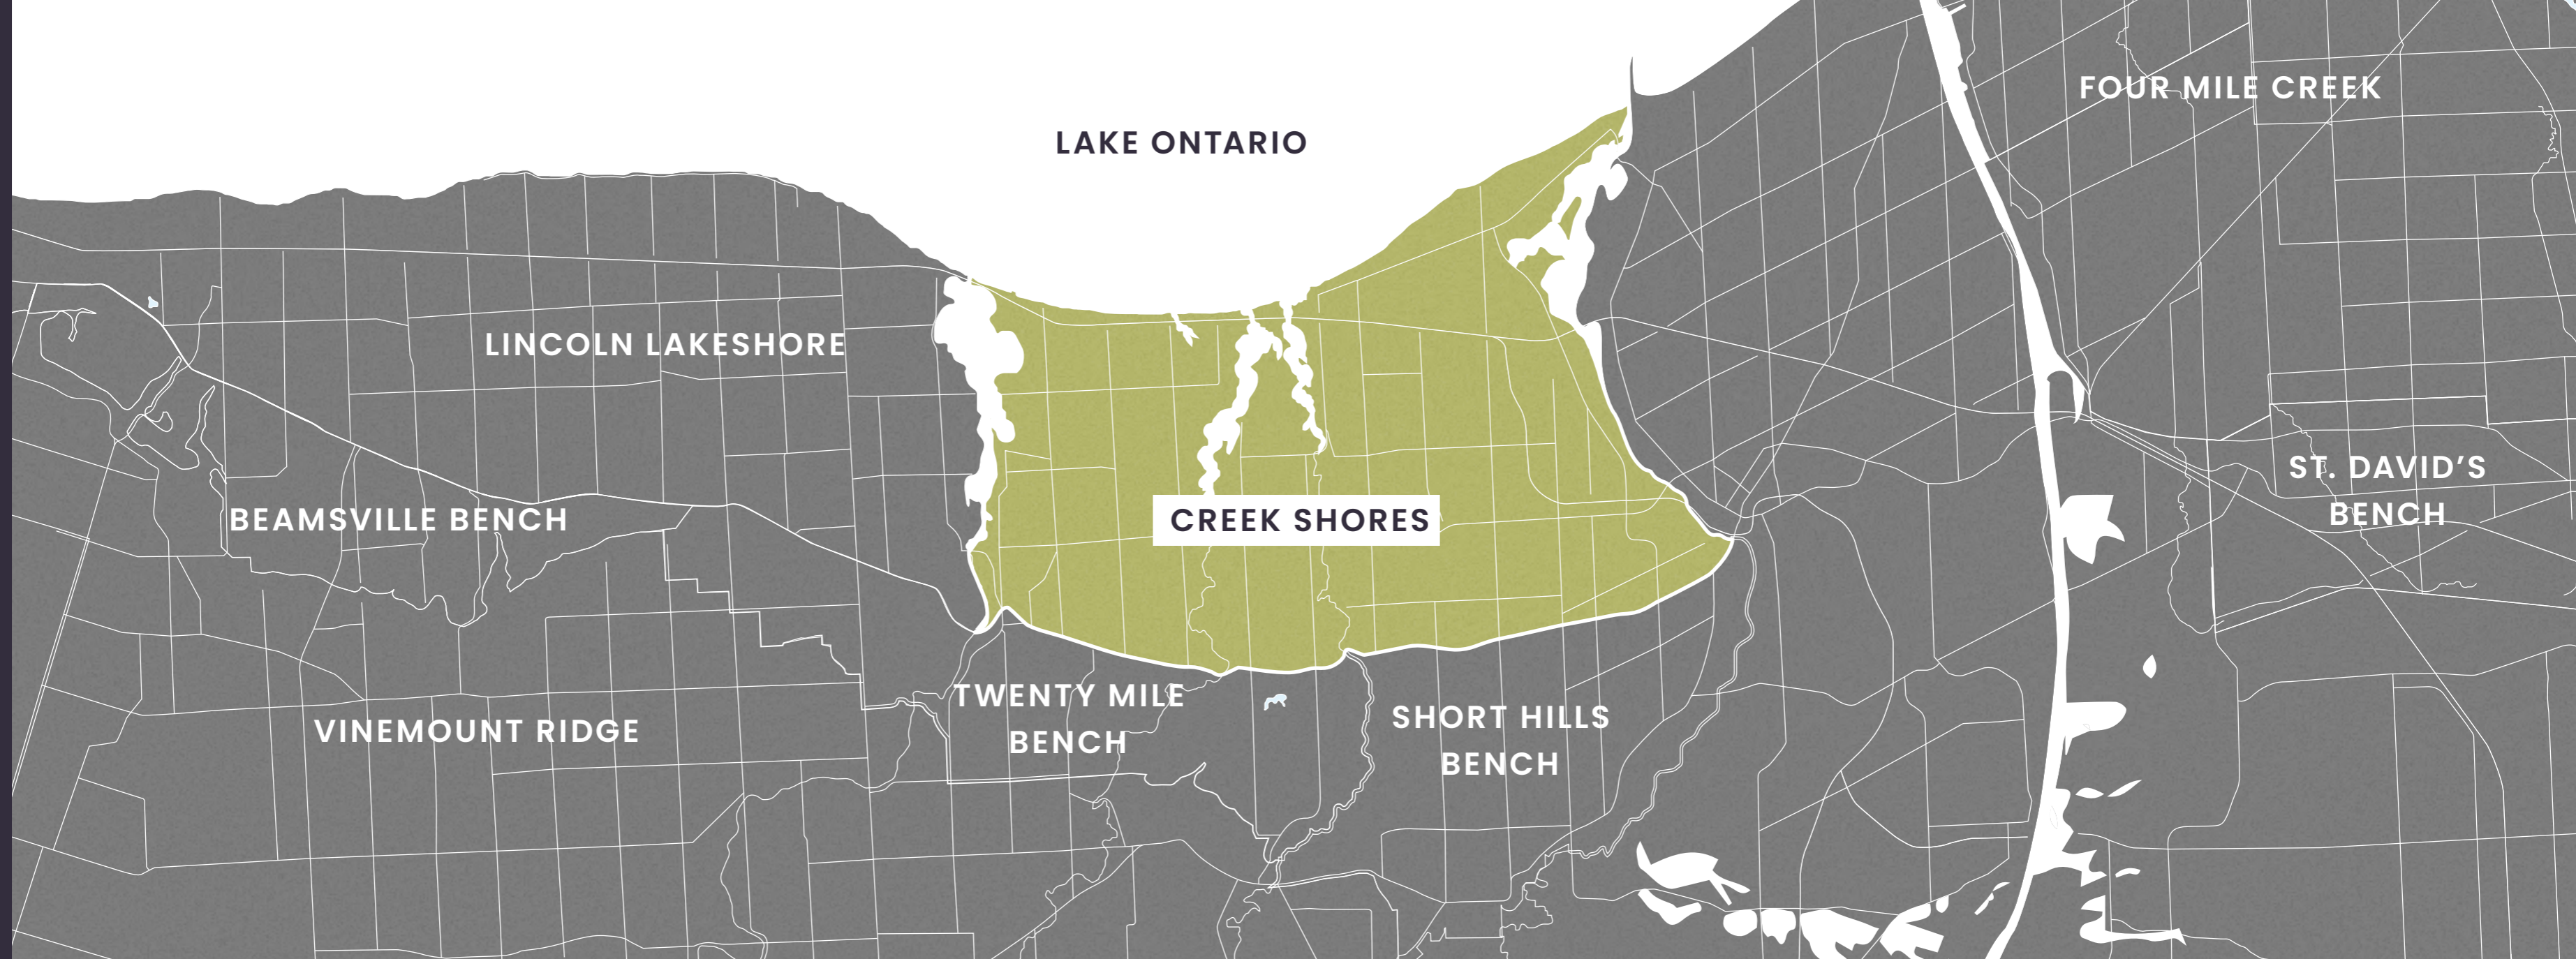 FOUR MILE CREEK
LAKE ONTARIO
LINCOLN LAKESHORE
ST. DAVID’S
BENCH
BEAMSVILLE BENCH
CREEK SHORES
TWENTY MILE
BENCH
SHORT HILLS
BENCH
VINEMOUNT RIDGE